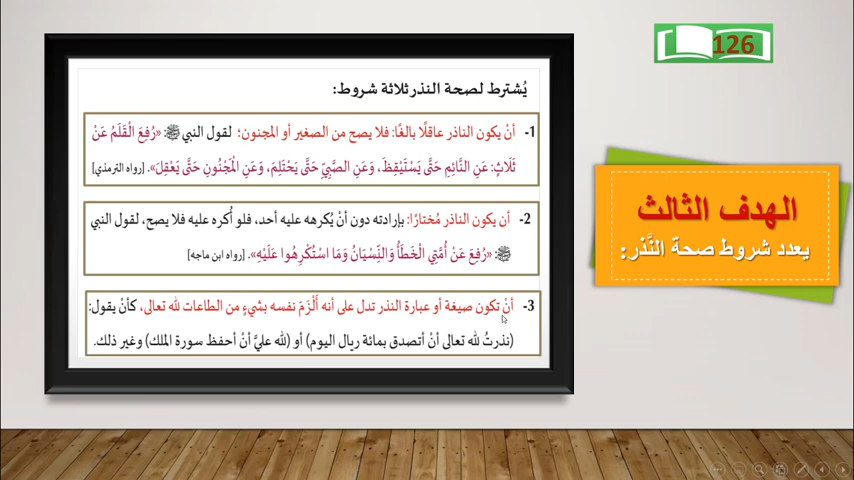 126
يُشترط لصحة النذر ثلاثة شروط:
1- أنْ يكون الناذر عاقلًا بالغًا: فلا يصح من الصغير أو المجنون؛ لقول النبي ﷺ: «رُفِعَ الْقَلَمُ عَنْ
ثَلَاثٍ: عَنِ النَّائِمِ حَتَّى يَسْتَيْقِظَ، وَعَنِ الصَّبِيِّ حَتَّى يَحْتَلِمَ، وَعَنِ الْمَجْنُونِ حَتَّى يَعْقِلَ». [رواه الترمذي]
2- أن يكون الناذر مُختارًا: بإرادته دون أنْ يُكرهه عليه أحد، فلو أُكره عليه فلا يصح، لقول النبي
ﷺ: «رُفِعَ عَنْ أُمَّتِي الْخَطَأُ وَالنِّسْيَانُ وَمَا اسْتُكْرِهُوا عَلَيْهِ». [رواه ابن ماجه]
3- أنْ تكون صيغة أو عبارة النذر تدل على أنه أَلْزَمَ نفسه بشيءٍ من الطاعات لله تعالى، كأنْ يقول:
(نذرتُ لله تعالى أنْ أتصدق بمائة ريال اليوم) أو (لله عليَّ أنْ أحفظ سورة الملك) وغير ذلك.
الهدف الثالث
يعدد شروط صحة النَّذر: